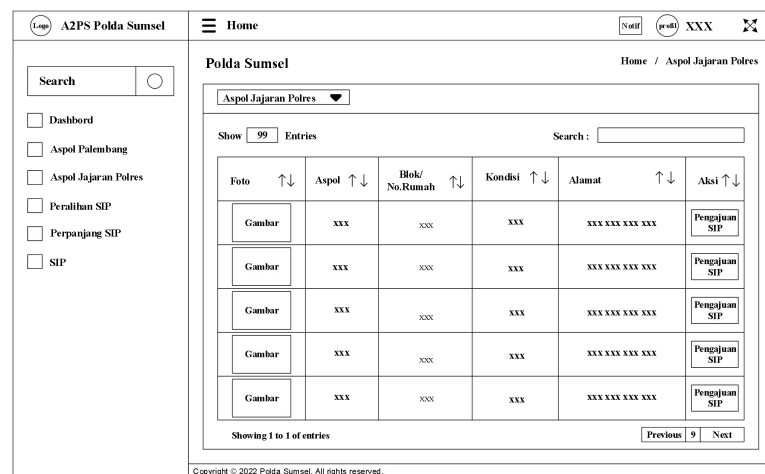 Logo A2PS Polda Sumsel
Home
Notif profil XXX
Search
Dashbord
Aspol Palembang
Aspol Jajaran Polres
Peralihan SIP
Perpanjang SIP
SIP
Polda Sumsel
Home / Aspol Jajaran Polres
Aspol Jajaran Polres
Show 99 Entries
Search :
Foto ↑↓ Aspol ↑↓ Blok/ No.Rumah ↑↓ Kondisi ↑↓ Alamat ↑↓ Aksi ↑↓
Gambar xxx xxx xxx xxx xxx xxx xxx Pengajuan SIP
Gambar xxx xxx xxx xxx xxx xxx xxx Pengajuan SIP
Gambar xxx xxx xxx xxx xxx xxx xxx Pengajuan SIP
Gambar xxx xxx xxx xxx xxx xxx xxx Pengajuan SIP
Gambar xxx xxx xxx xxx xxx xxx xxx Pengajuan SIP
Showing 1 to 1 of entries
Previous 9 Next
Copyright © 2022 Polda Sumsel. All rights reserved.